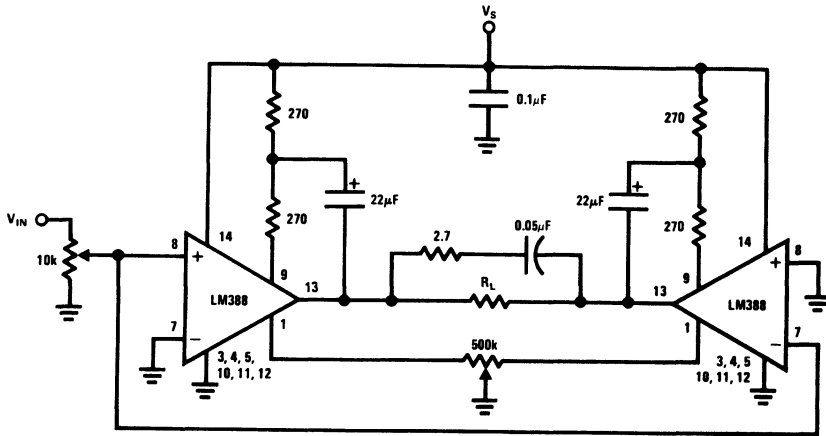 VS
270
0.1µF
270
+
22µF
+
22µF
270
270
VIN
10k
8
+
14
9
LM388
13
7
−
1
3, 4, 5,
10, 11, 12
2.7
0.05µF
RL
500k
14
9
+
8
13
LM388
1
−
7
3, 4, 5
10, 11, 12